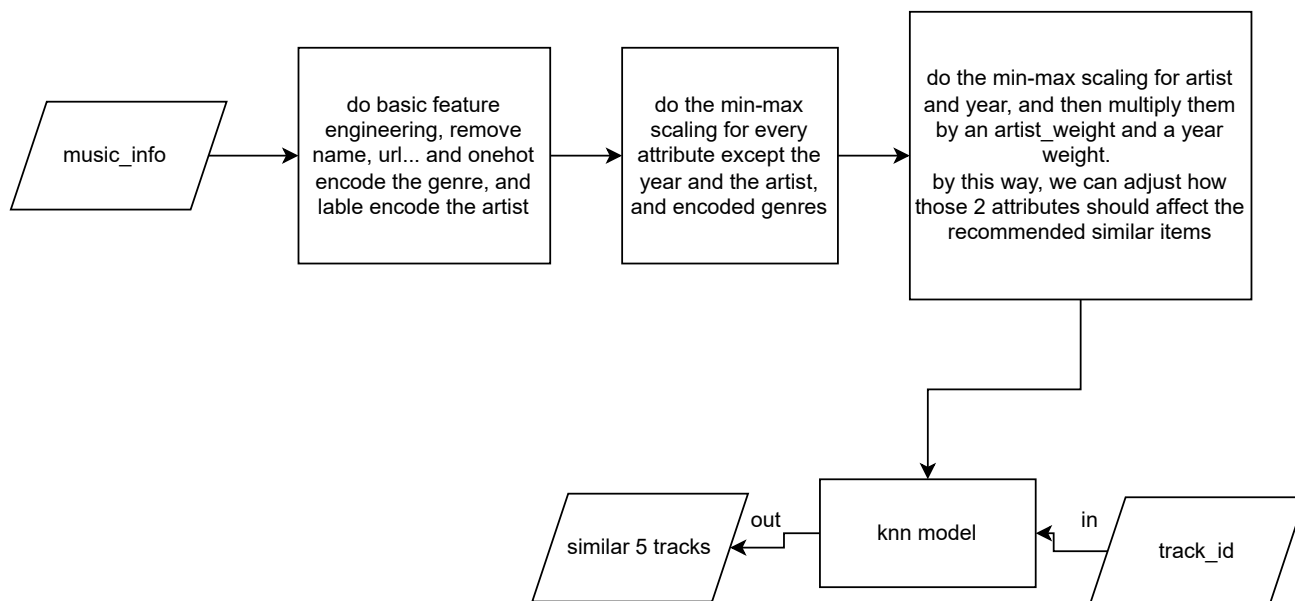 music_info
do basic feature
engineering, remove
name, url... and onehot
encode the genre, and
lable encode the artist
do the min-max
scaling for every
attribute except the
year and the artist,
and encoded genres
do the min-max scaling for artist
and year, and then multiply them
by an artist_weight and a year
weight.
by this way, we can adjust how
those 2 attributes should affect the
recommended similar items
out
similar 5 tracks
knn model
in
track_id